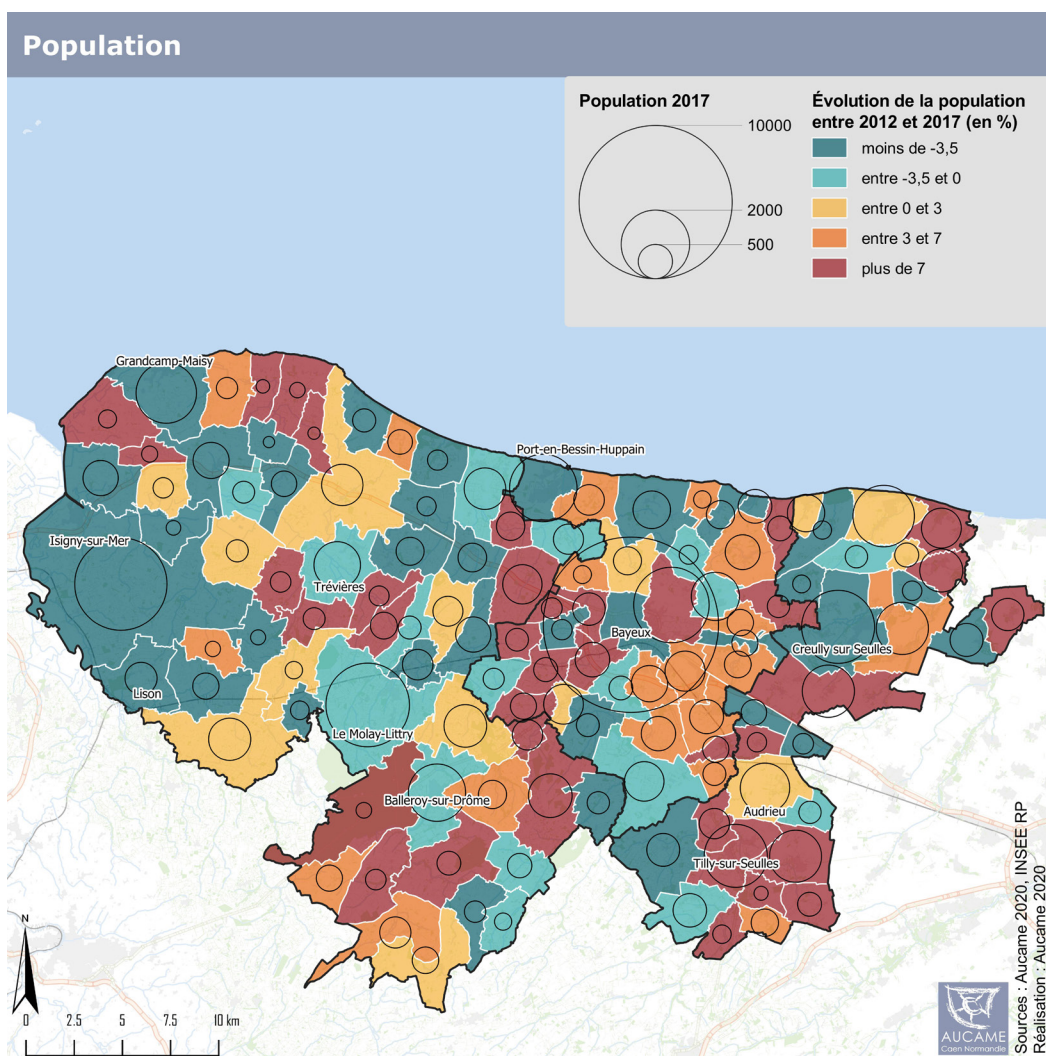 Population
Population 2017
10000
2000
500
Évolution de la population
entre 2012 et 2017 (en %)
moins de -3,5
entre -3,5 et 0
entre 0 et 3
entre 3 et 7
plus de 7
Grandcamp-Maisy
Port-en-Bessin-Huppain
Isigny-sur-Mer
Trévières
Bayeux
Creully sur Seulles
Lison
Le Molay-Littry
Balleroy-sur-Drôme
Audrieu
Tilly-sur-Seulles
N
0 2.5 5 7.5 10 km
AUCAME
Caen Normandie
Sources : Aucame 2020, INSEE RP
Réalisation : Aucame 2020